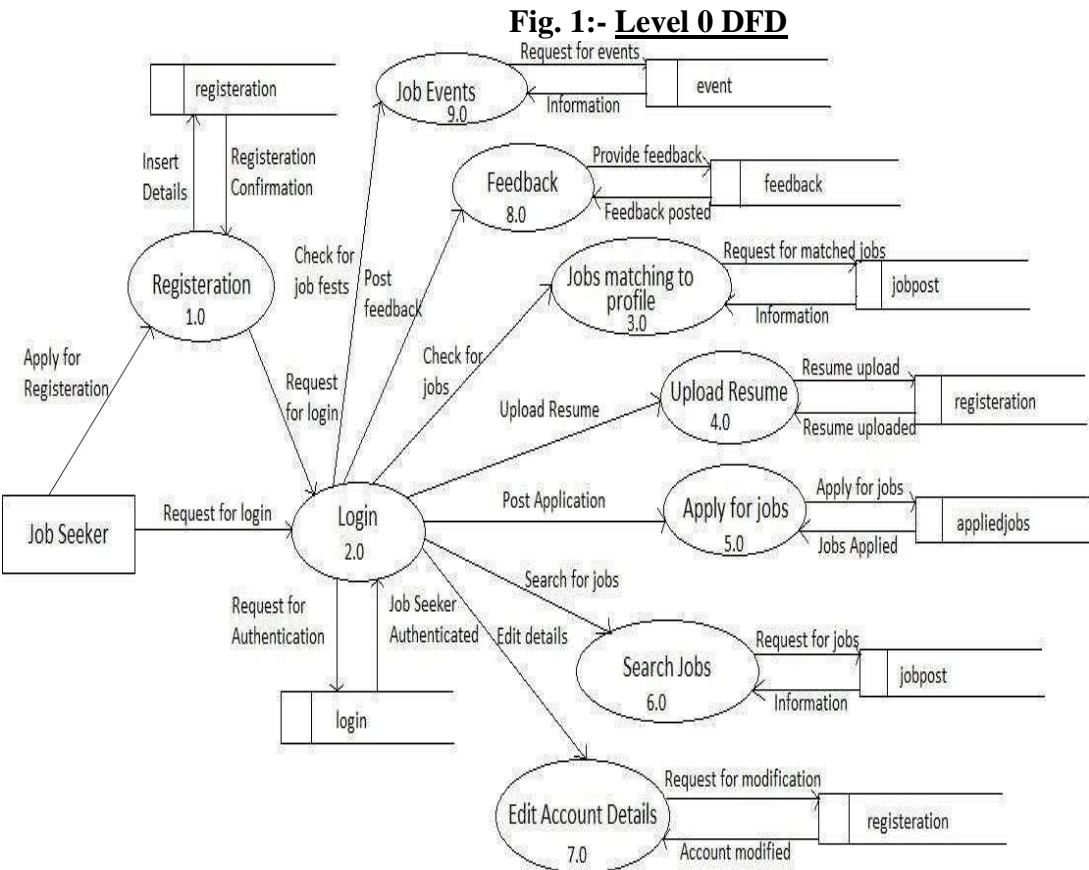 Fig. 1:- Level 0 DFD
Request for events
registeration
Job Events
9.0
event
Information
Insert
Details
Registeration
Confirmation
Provide feedback
Feedback
8.0
feedback
Feedback posted
Check for
job fests
Post
feedback
Request for matched jobs
Registeration
1.0
Jobs matching to
profile
3.0
jobpost
Information
Apply for
Registeration
Request
for login
Check for
jobs
Upload Resume
Resume upload
Upload Resume
4.0
registeration
Resume uploaded
Job Seeker
Request for login
Login
2.0
Post Application
Apply for jobs
Apply for jobs
5.0
appliedjobs
Jobs Applied
Search for jobs
Request for
Authentication
Job Seeker
Authenticated
Edit details
Request for jobs
Search Jobs
6.0
jobpost
Information
login
Request for modification
Edit Account Details
7.0
registeration
Account modified